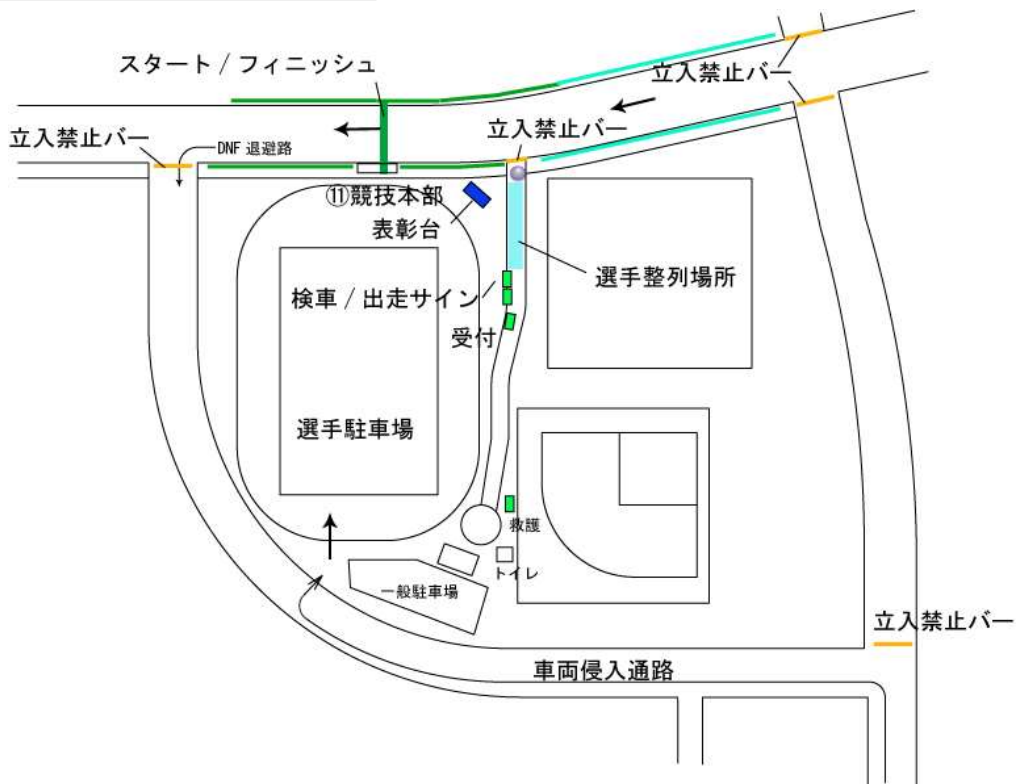 スタート / フィニッシュ
立入禁止バー
立入禁止バー
立入禁止バー
DNF 退避路
⑪競技本部
表彰台
選手整列場所
検車 / 出走サイン
受付
選手駐車場
救護
トイレ
一般駐車場
立入禁止バー
車両侵入通路